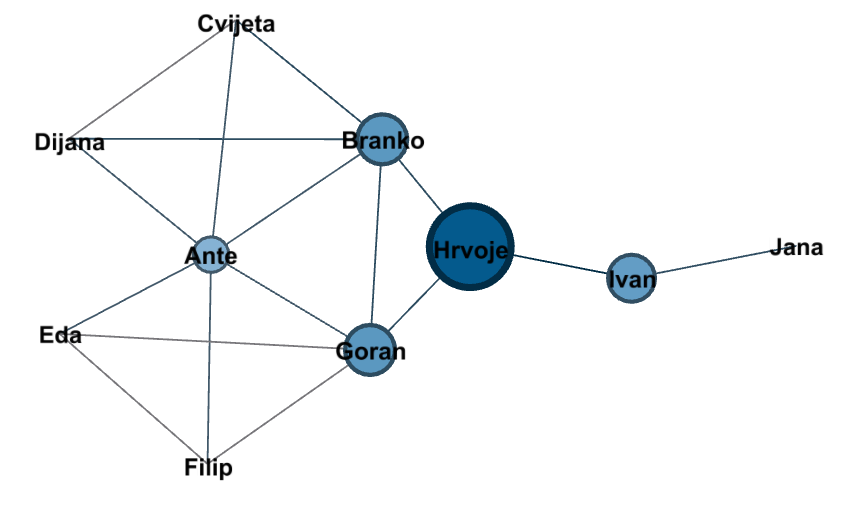 Cvijeta
Dijana
Branko
Ante
Hrvoje
Jana
Ivan
Eda
Goran
Filip